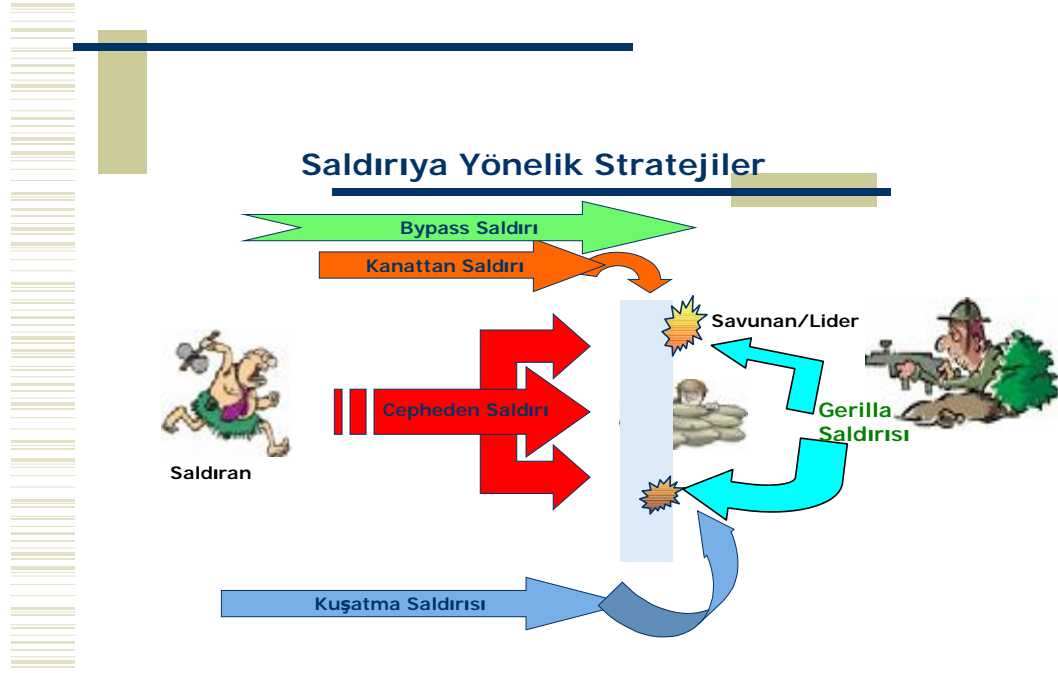 Saldırıya Yönelik Stratejiler
Bypass Saldırı
Kanattan Saldırı
Savunan/Lider
Cepheden Saldırı
Gerilla
Saldırısı
Saldıran
Kuşatma Saldırısı